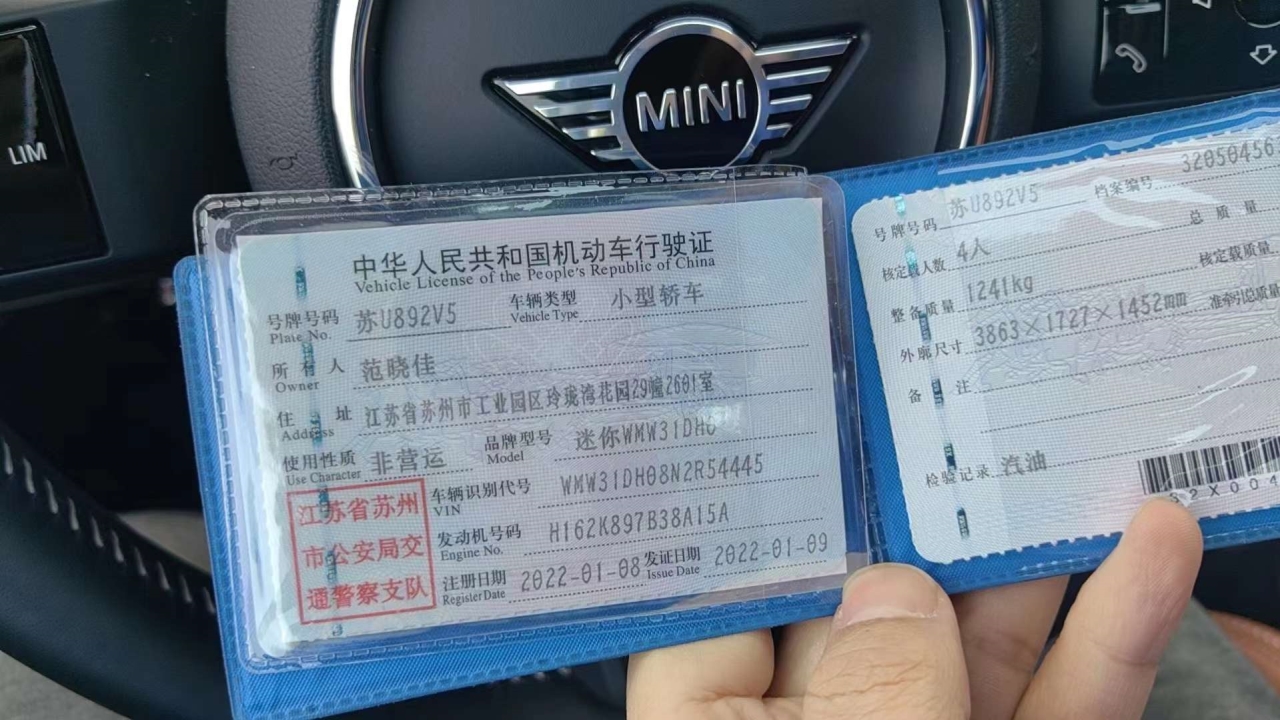 LIM
MINI
中华人民共和国机动车行驶证
Vehicle License of the People's Republic of China
号牌号码 苏U892V5 车辆类型 小型轿车
Plate No. Vehicle Type
所有人 范晓佳
Owner
住址 江苏省苏州市工业园区玲珑湾花园29幢2601室
Address
使用性质 非营运 品牌型号 迷你WMW31DH0
Use Character Model
江苏省苏州
市公安局交
通警察支队
车辆识别代号 WMW31DH08N2R54445
VIN
发动机号码 H162K897B38A15A
Engine No.
注册日期 2022-01-08 发证日期 2022-01-09
Register Date Issue Date
号牌号码 苏U892V5 档案编号 32050456
核定载人数 4人 总质量
整备质量 1241kg 核定载质量
外廓尺寸 3863×1727×1452mm 准牵引总质量
备注
检验记录 汽油